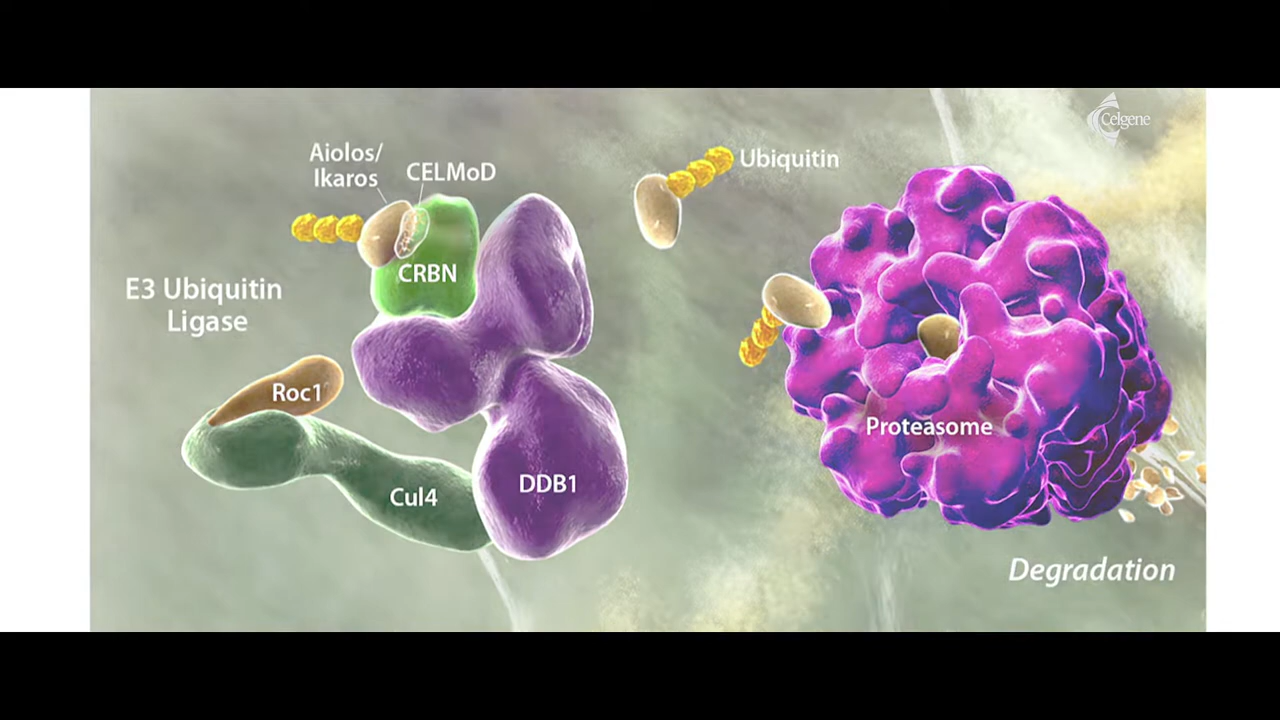 Celgene
Aiolos/
Ikaros
CELMoD
Ubiquitin
CRBN
E3 Ubiquitin
Ligase
Roc1
Proteasome
Cul4
DDB1
Degradation